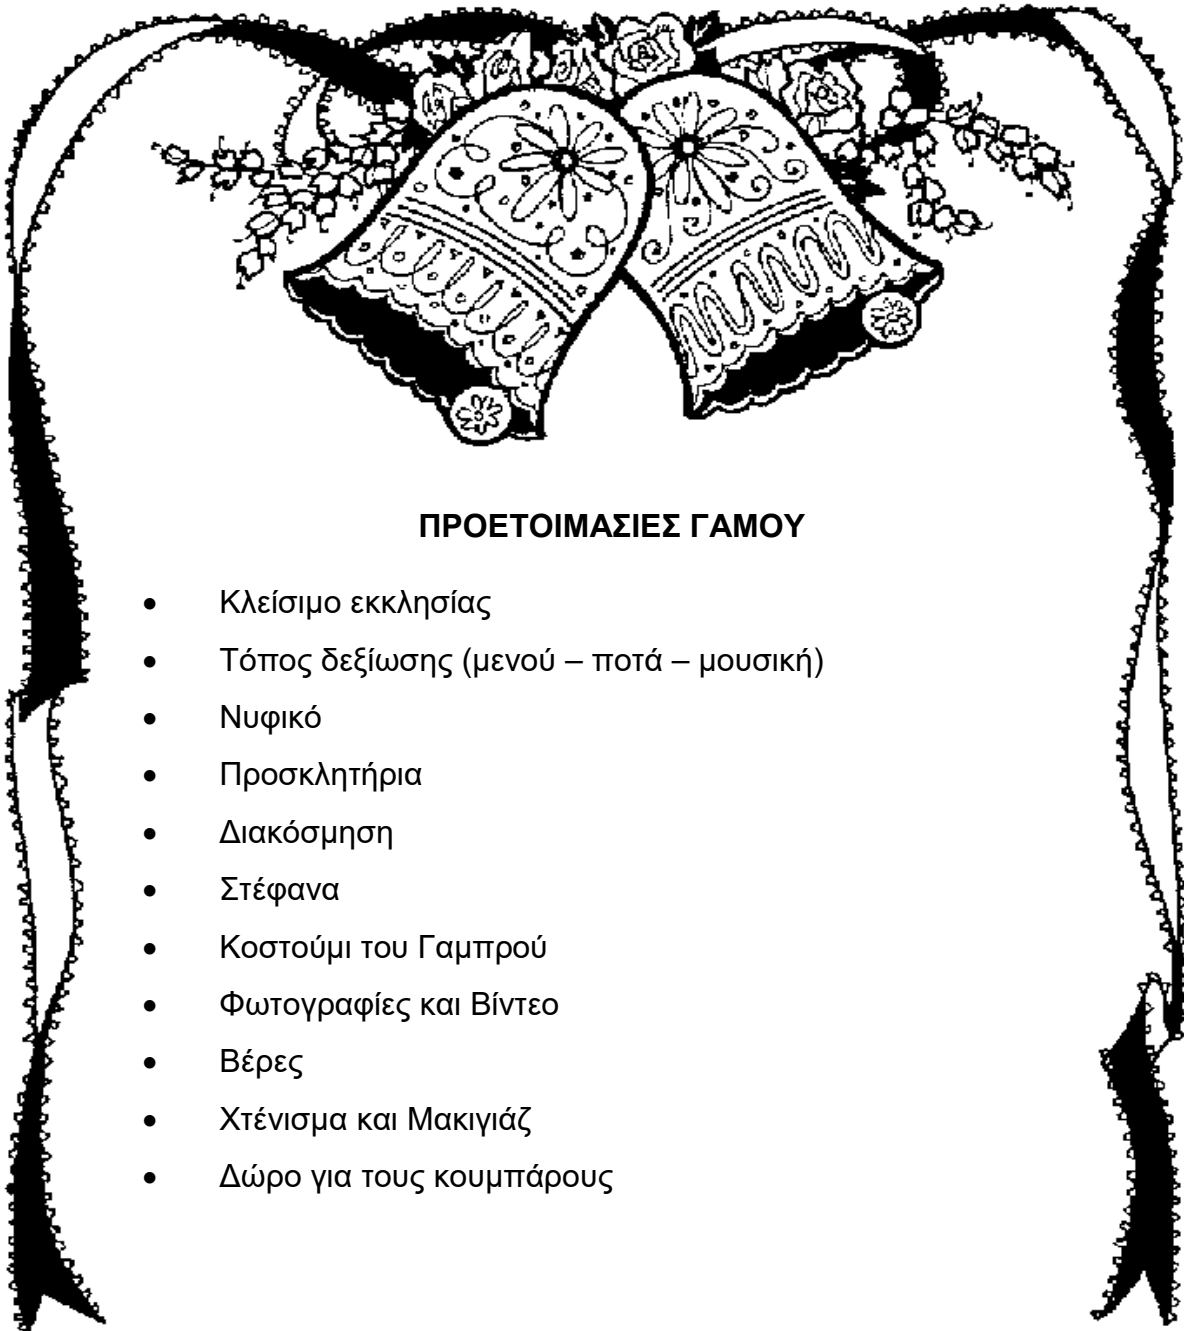 ΠΡΟΕΤΟΙΜΑΣΙΕΣ ΓΑΜΟΥ
• Κλείσιμο εκκλησίας
• Τόπος δεξίωσης (μενού – ποτά – μουσική)
• Νυφικό
• Προσκλητήρια
• Διακόσμηση
• Στέφανα
• Κοστούμι του Γαμπρού
• Φωτογραφίες και Βίντεο
• Βέρες
• Χτένισμα και Μακιγιάζ
• Δώρο για τους κουμπάρους